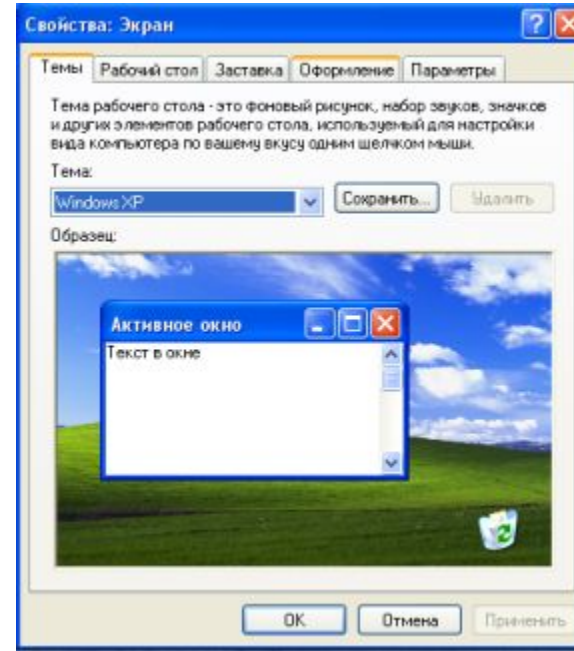 Свойства: Экран
Темы Рабочий стол Заставка Оформление Параметры
Тема рабочего стола - это фоновый рисунок, набор звуков, значков
и других элементов рабочего стола, используемый для настройки
вида компьютера по вашему вкусу одним щелчком мыши.
Тема:
Windows XP Сохранить... Удалить
Образец:
Активное окно
Текст в окне
OK Отмена Применить